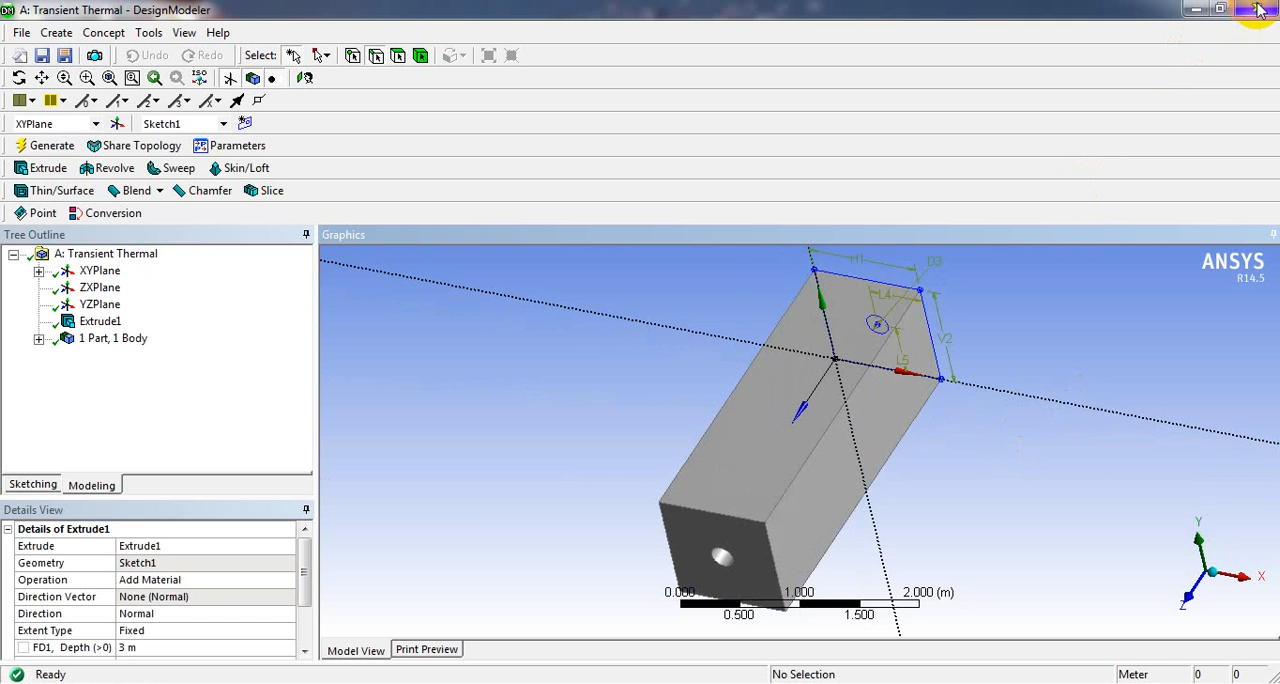 A: Transient Thermal - DesignModeler
File Create Concept Tools View Help
Undo Redo Select:
ISO
XYPlane Sketch1
Generate Share Topology Parameters
Extrude Revolve Sweep Skin/Loft
Thin/Surface Blend Chamfer Slice
Point Conversion
Tree Outline
A: Transient Thermal
XYPlane
ZXPlane
YZPlane
Extrude1
1 Part, 1 Body
Sketching Modeling
Details View
Details of Extrude1
Extrude Extrude1
Geometry Sketch1
Operation Add Material
Direction Vector None (Normal)
Direction Normal
Extent Type Fixed
FD1, Depth (>0) 3 m
Graphics
ANSYS
R14.5
H1
D3
L4
V2
L5
0.000 1.000 2.000 (m)
0.500 1.500
Y
X
Z
Model View Print Preview
Ready No Selection Meter 0 0